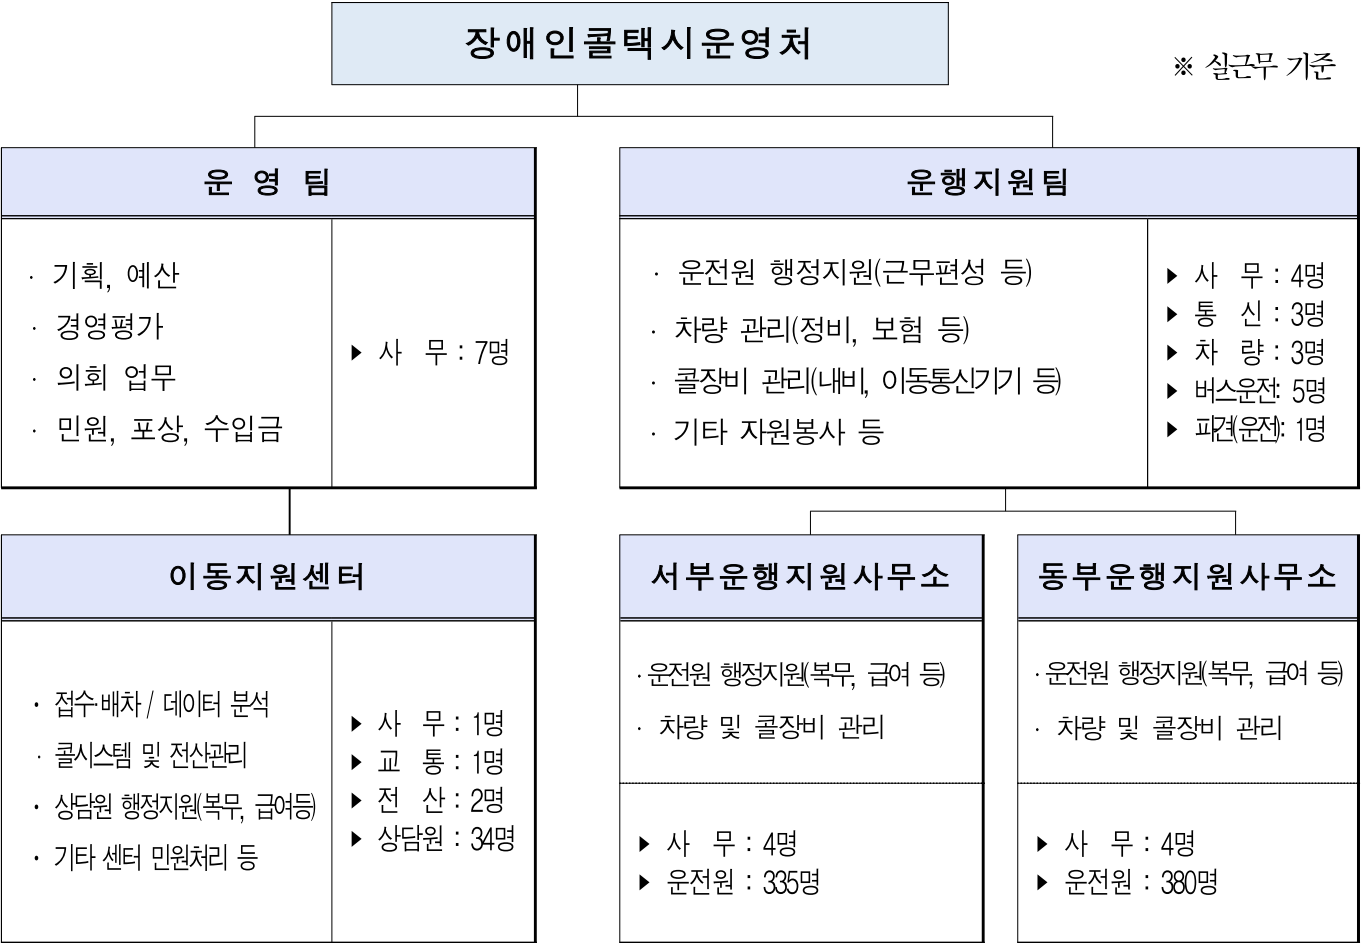 장애인콜택시운영처
※ 실근무 기준
운 영 팀
· 기획, 예산
· 경영평가
· 의회 업무
· 민원, 포상, 수입금
▶ 사 무 : 7명
운행지원팀
· 운전원 행정지원(근무편성 등)
· 차량 관리(정비, 보험 등)
· 콜장비 관리(내비, 이동통신기기 등)
· 기타 자원봉사 등
▶ 사 무 : 4명
▶ 통 신 : 3명
▶ 차 량 : 3명
▶ 버스운전: 5명
▶ 파견(운전): 1명
이동지원센터
· 접수·배차 / 데이터 분석
· 콜시스템 및 전산관리
· 상담원 행정지원(복무, 급여등)
· 기타 센터 민원처리 등
▶ 사 무 : 1명
▶ 교 통 : 1명
▶ 전 산 : 2명
▶ 상담원 : 34명
서부운행지원사무소
· 운전원 행정지원(복무, 급여 등)
· 차량 및 콜장비 관리
▶ 사 무 : 4명
▶ 운전원 : 335명
동부운행지원사무소
· 운전원 행정지원(복무, 급여 등)
· 차량 및 콜장비 관리
▶ 사 무 : 4명
▶ 운전원 : 380명